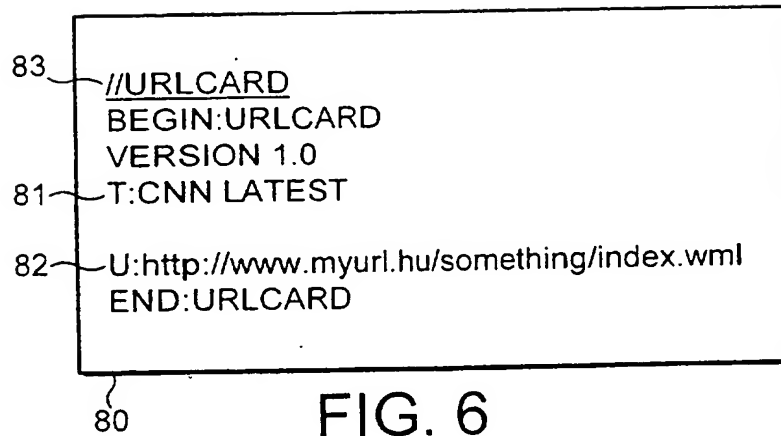 83
//URLCARD
BEGIN:URLCARD
VERSION 1.0
81 T:CNN LATEST
82 U:http://www.myurl.hu/something/index.wml
END:URLCARD
80
FIG. 6